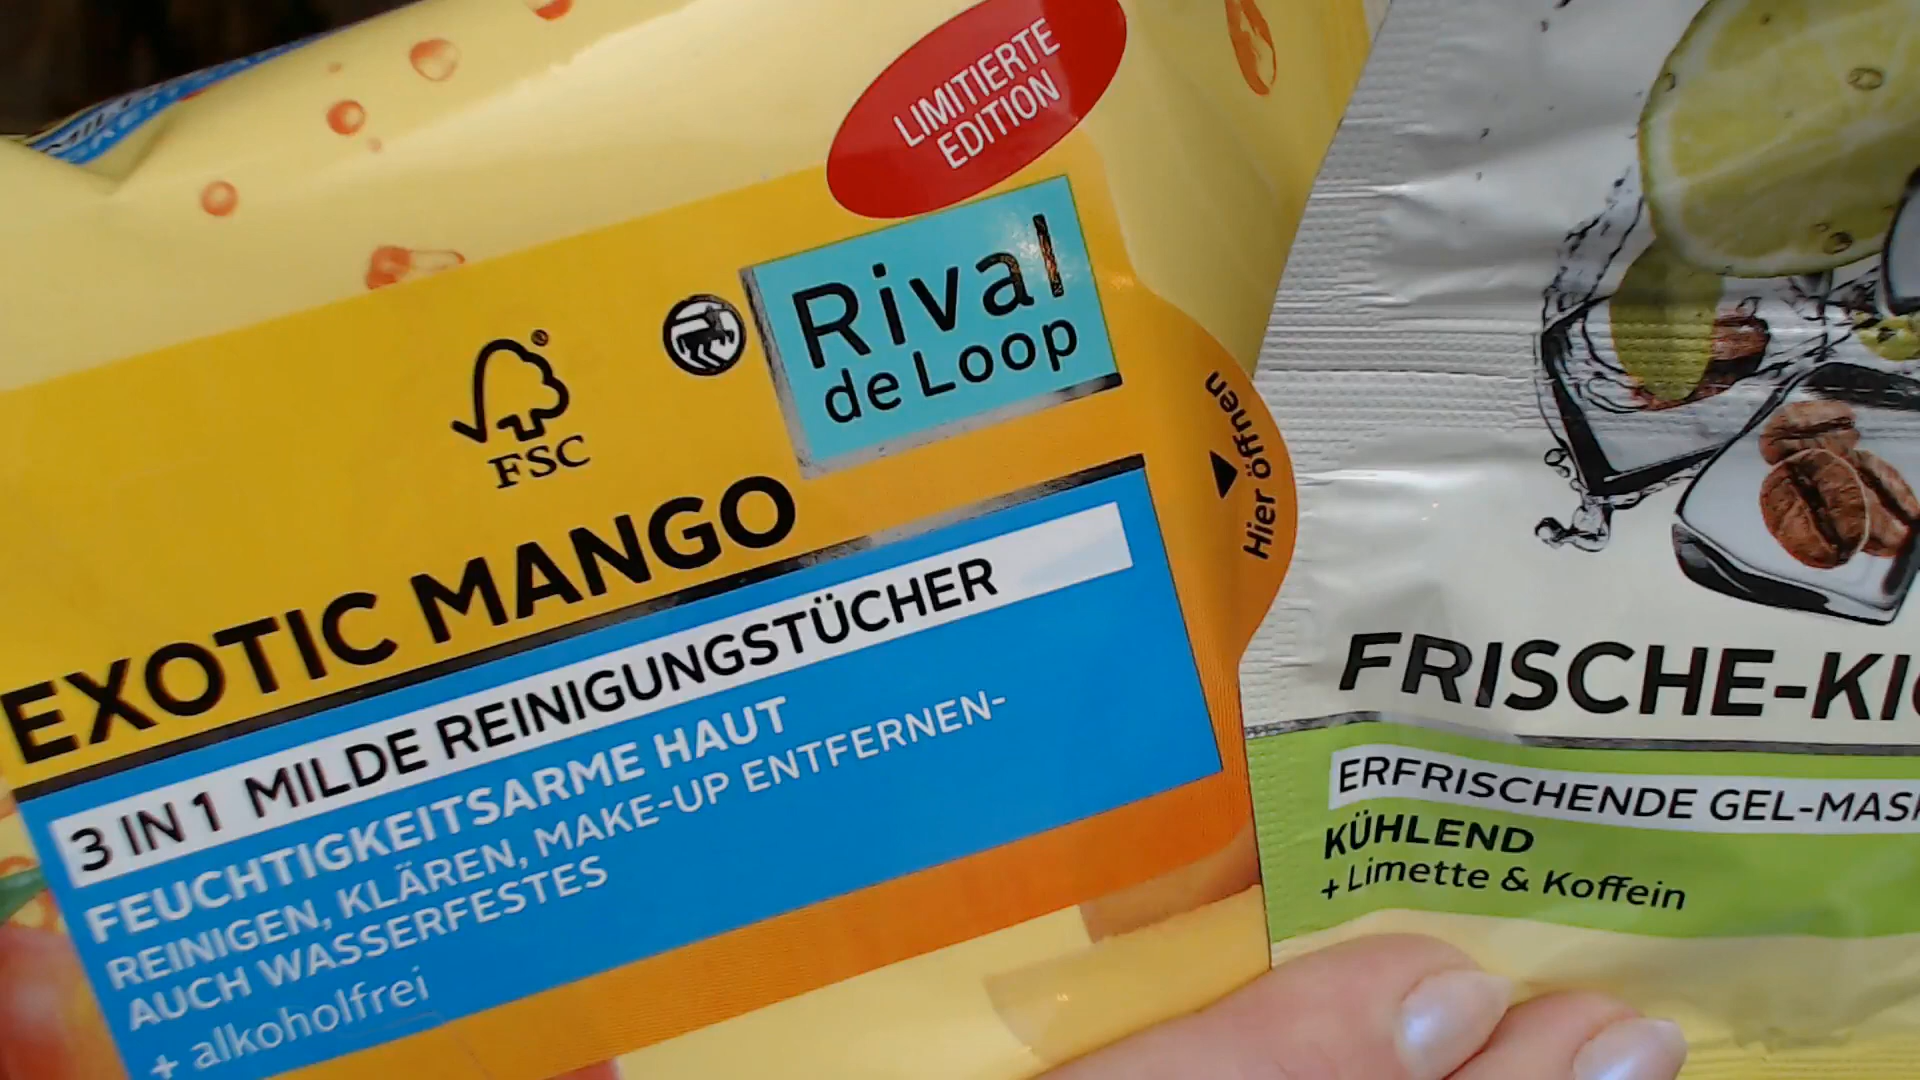 LIMITIERTE
EDITION
Rival
de Loop
FSC
Hier öffnen
EXOTIC MANGO
3 IN 1 MILDE REINIGUNGSTÜCHER
FEUCHTIGKEITSARME HAUT
REINIGEN, KLÄREN, MAKE-UP ENTFERNEN-
AUCH WASSERFESTES
+ alkoholfrei
FRISCHE-KI
ERFRISCHENDE GEL-MAS
KÜHLEND
+ Limette & Koffein